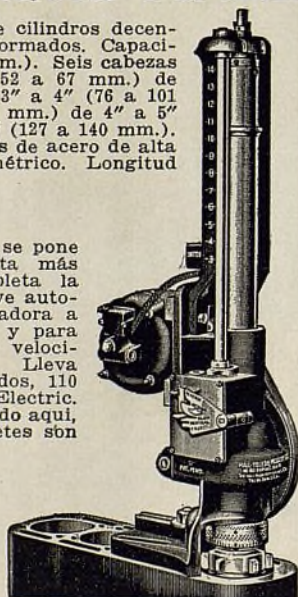 e cilindros decen-
ormados. Capaci-
m.). Seis cabezas
52 a 67 mm.) de
3″ a 4″ (76 a 101
mm.) de 4″ a 5″
(127 a 140 mm.).
s de acero de alta
nétrico. Longitud
se pone
ta más
pleta la
ve auto-
adora a
y para
veloci-
Lleva
dos, 110
Electric.
do aqui,
etes són